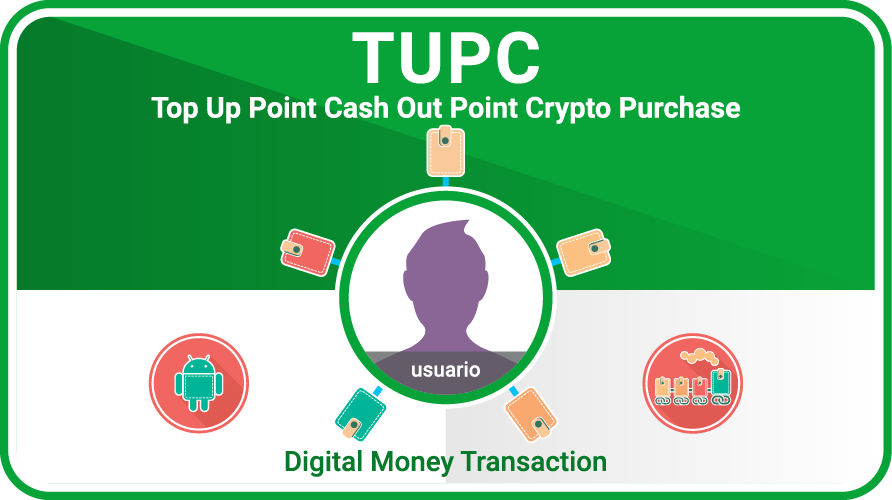 TUPC
Top Up Point Cash Out Point Crypto Purchase
usuario
Digital Money Transaction